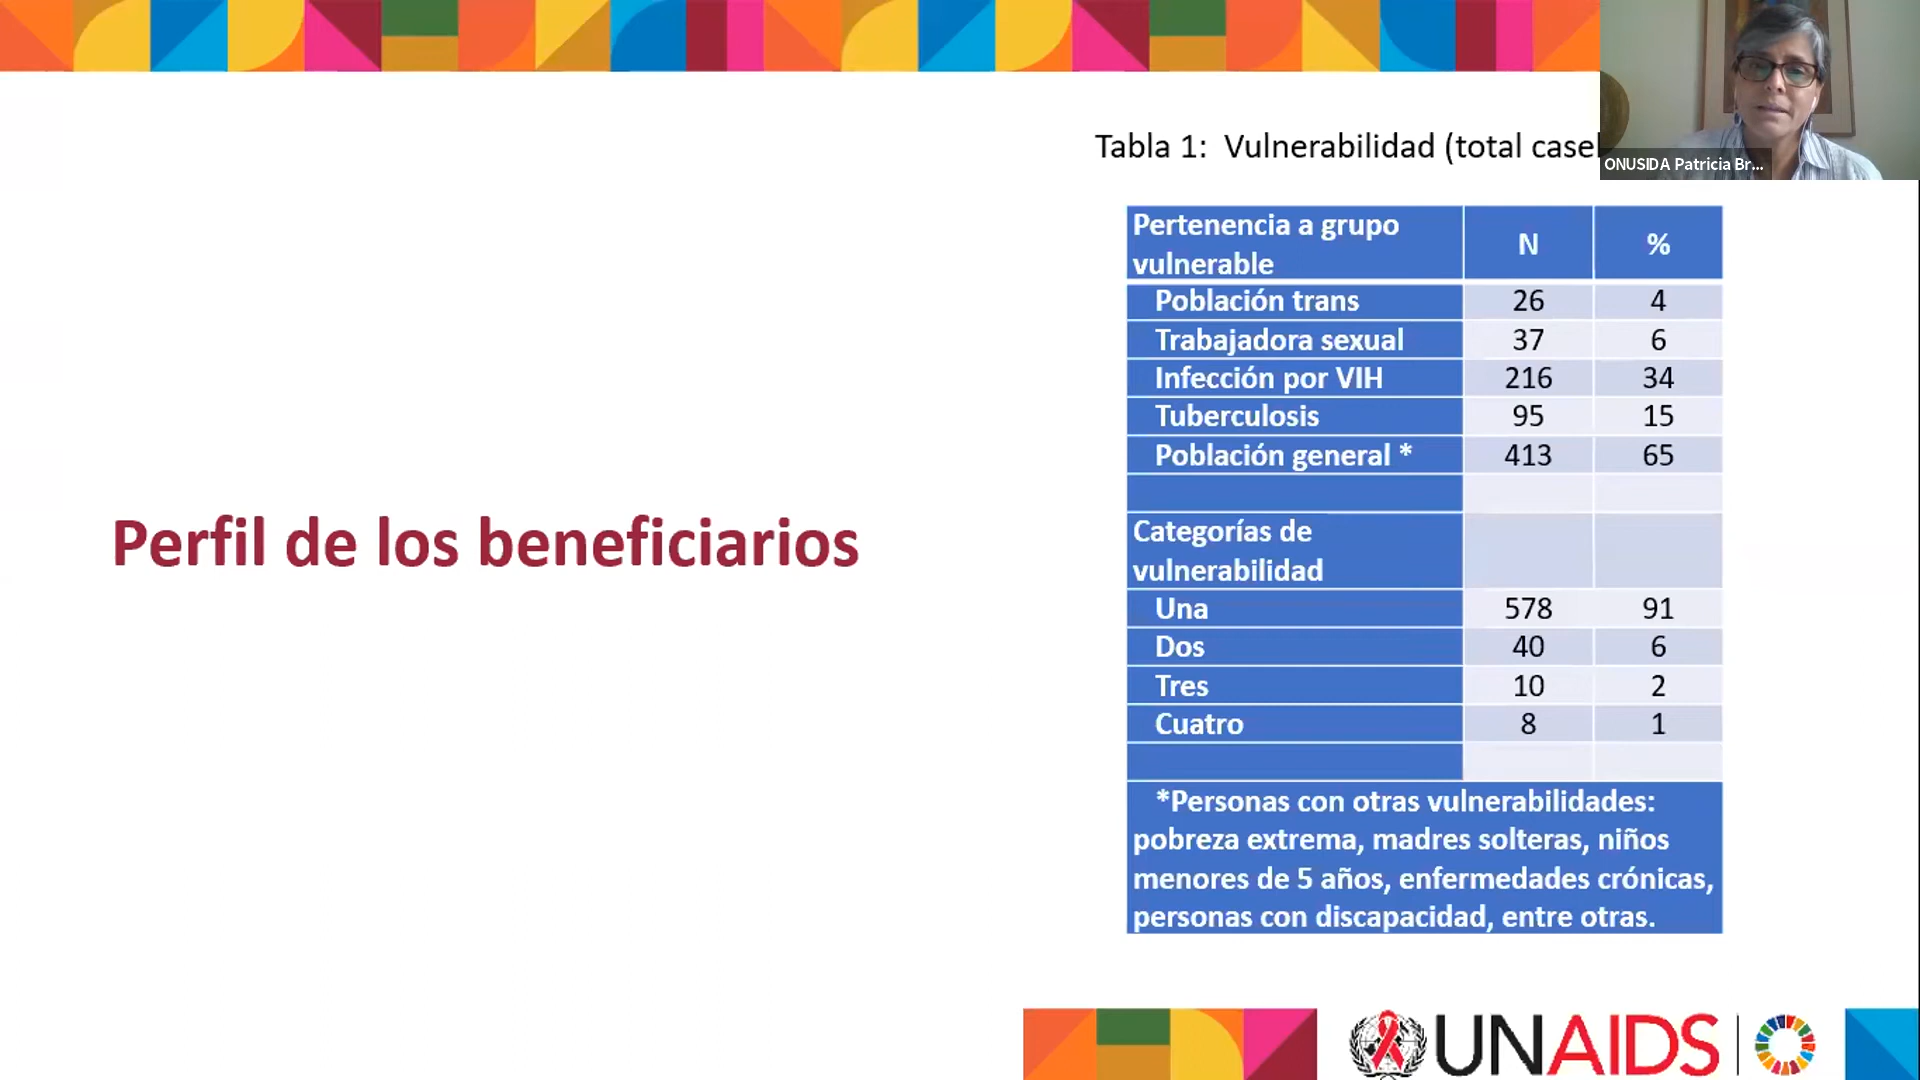 Tabla 1: Vulnerabilidad (total case
ONUSIDA Patricia Br...
Pertenencia a grupo vulnerable N %
Población trans 26 4
Trabajadora sexual 37 6
Infección por VIH 216 34
Tuberculosis 95 15
Población general * 413 65
Perfil de los beneficiarios
Categorías de
vulnerabilidad
Una 578 91
Dos 40 6
Tres 10 2
Cuatro 8 1
*Personas con otras vulnerabilidades:
pobreza extrema, madres solteras, niños
menores de 5 años, enfermedades crónicas,
personas con discapacidad, entre otras.
UNAIDS